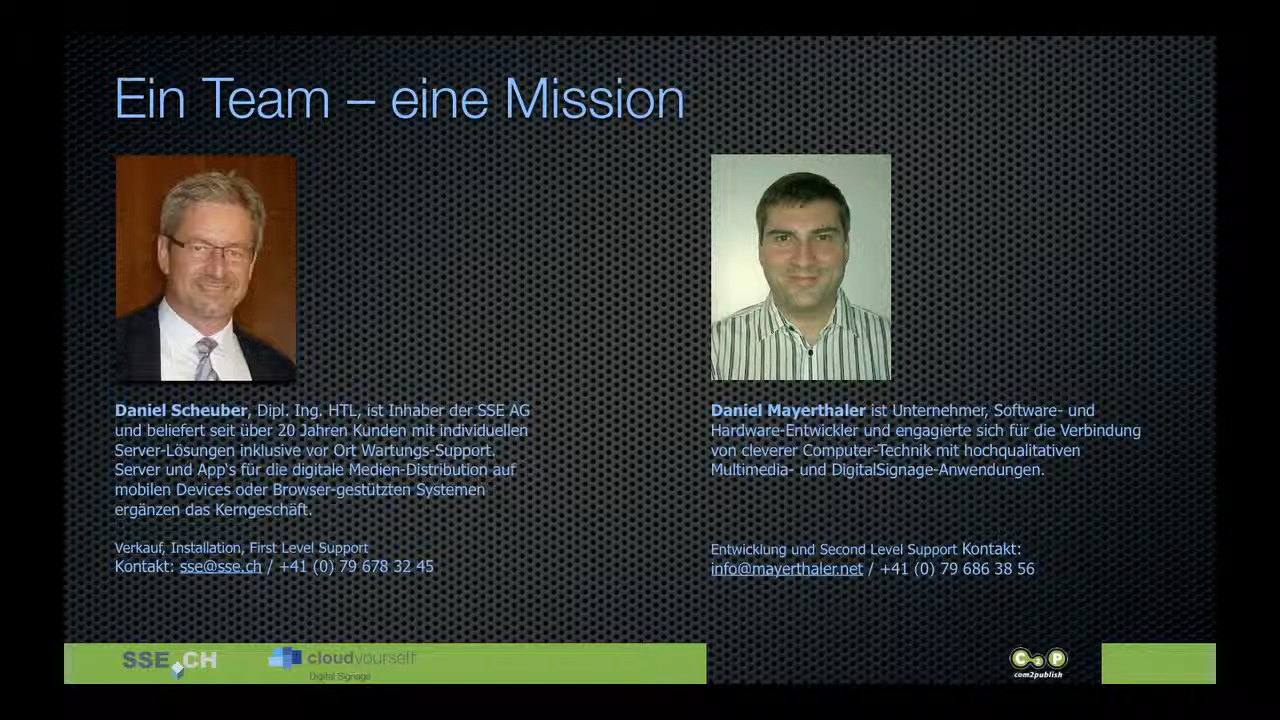 Ein Team – eine Mission
Daniel Scheuber, Dipl. Ing. HTL, ist Inhaber der SSE AG
und beliefert seit über 20 Jahren Kunden mit individuellen
Server-Lösungen inklusive vor Ort Wartungs-Support.
Server und App's für die digitale Medien-Distribution auf
mobilen Devices oder Browser-gestützten Systemen
ergänzen das Kerngeschäft.
Verkauf, Installation, First Level Support
Kontakt: sse@sse.ch / +41 (0) 79 678 32 45
Daniel Mayerthaler ist Unternehmer, Software- und
Hardware-Entwickler und engagierte sich für die Verbindung
von cleverer Computer-Technik mit hochqualitativen
Multimedia- und DigitalSignage-Anwendungen.
Entwicklung und Second Level Support Kontakt:
info@mayerthaler.net / +41 (0) 79 686 38 56
SSE.CH
cloudyourself
Digital Signage
C2P
com2publish